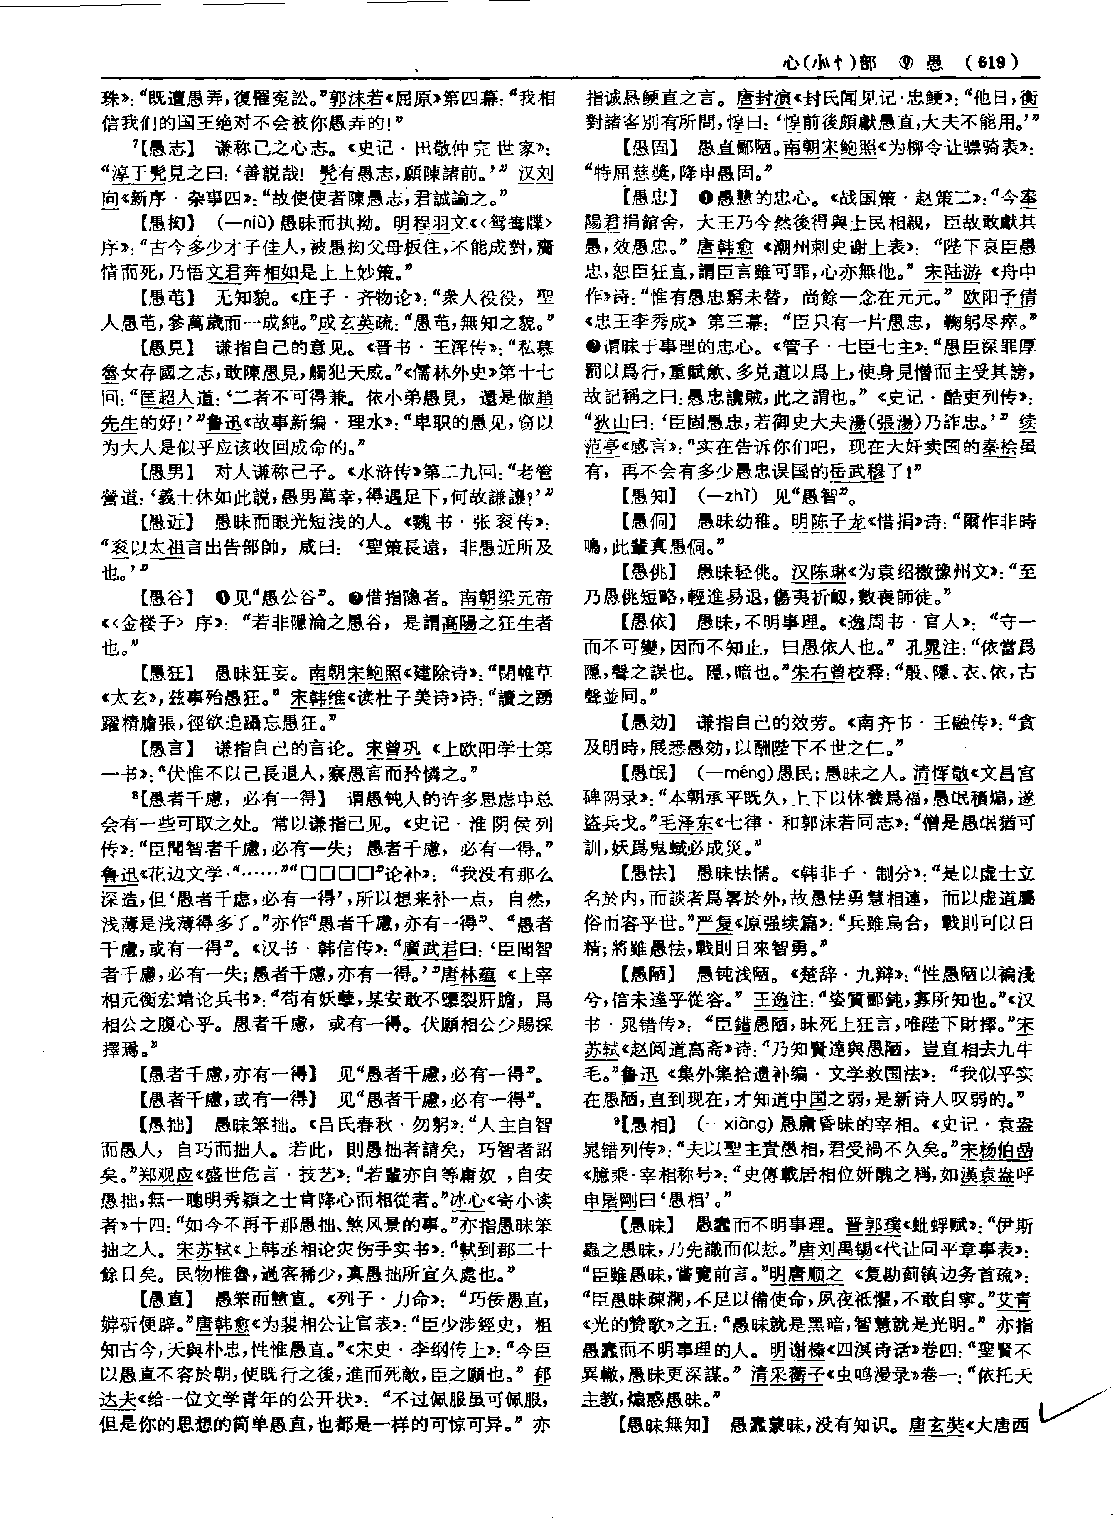 心(小忄)部 ⑨ 愚 (619)
珠》:“既遭愚弄,復罹冤訟。”郭沫若《屈原》第四幕:“我相
信我们的国王绝对不会被你愚弄的!”
⁷【愚志】 谦称己之心志。《史记·田敬仲完世家》:
“淳于髡見之曰:‘善説哉! 髡有愚志,願陳諸前。’” 汉刘
向《新序·杂事四》:“故使使者陳愚志,君誠諭之。”
【愚拗】 (—niù)愚昧而执拗。明程羽文《〈鸳鸯牒〉
序》:“古今多少才子佳人,被愚拗父母板住,不能成對,齎
情而死,乃悟文君奔相如是上上妙策。”
【愚芚】 无知貌。《庄子·齐物论》:“衆人役役, 聖
人愚芚,參萬歲而一成純。”成玄英疏:“愚芚,無知之貌。”
【愚見】 谦指自己的意见。《晋书·王浑传》:“私慕
魯女存國之志,敢陳愚見,觸犯天威。”《儒林外史》第十七
回:“匡超人道:‘二者不可得兼。依小弟愚見, 還是做趙
先生的好!’”鲁迅《故事新编·理水》:“卑职的愚见,窃以
为大人是似乎应该收回成命的。”
【愚男】 对人谦称己子。《水浒传》第二九回:“老管
營道:‘義士休如此説,愚男萬幸,得遇足下,何故謙讓?’”
【愚近】 愚昧而眼光短浅的人。《魏书·张衮传》:
“衮以太祖言出告部帥, 咸曰: ‘聖策長遠, 非愚近所及
也。’”
【愚谷】 ❶见“愚公谷”。❷借指隐者。南朝梁元帝
《〈金楼子〉序》: “若非隱淪之愚谷, 是謂高陽之狂生者
也。”
【愚狂】 愚昧狂妄。南朝宋鲍照《建除诗》:“閉帷草
《太玄》,兹事殆愚狂。” 宋韩维《读杜子美诗》诗:“讀之踴
躍精膽張,徑欲追躡忘愚狂。”
【愚言】 谦指自己的言论。宋曾巩《上欧阳学士第
一书》:“伏惟不以己長退人,察愚言而矜憐之。”
⁸【愚者千慮,必有一得】 谓愚钝人的许多思虑中总
会有一些可取之处。常以谦指己见。《史记·淮阴侯列
传》:“臣聞智者千慮,必有一失; 愚者千慮, 必有一得。”
鲁迅《花边文学·“……”“□□□□”论补》: “我没有那么
深造,但‘愚者千虑,必有一得’,所以想来补一点, 自然,
浅薄是浅薄得多了。”亦作“愚者千慮,亦有一得”、“愚者
千慮,或有一得”。《汉书·韩信传》:“廣武君曰:‘臣聞智
者千慮,必有一失;愚者千慮,亦有一得。’”唐林蕴《上宰
相元衡宏靖论兵书》:“苟有妖孽,某安敢不隳裂肝膽, 爲
相公之腹心乎。愚者千慮, 或有一得。伏願相公少賜採
擇焉。”
【愚者千慮,亦有一得】 见“愚者千慮,必有一得”。
【愚者千慮,或有一得】 见“愚者千慮,必有一得”。
【愚拙】 愚昧笨拙。《吕氏春秋·勿躬》:“人主自智
而愚人, 自巧而拙人。若此, 則愚拙者請矣, 巧智者詔
矣。”郑观应《盛世危言·技艺》:“若輩亦自等庸奴,自安
愚拙,無一聰明秀穎之士肯降心而相從者。”冰心《寄小读
者》十四:“如今不再干那愚拙、煞风景的事。”亦指愚昧笨
拙之人。宋苏轼《上韩丞相论灾伤手实书》:“軾到郡二十
餘日矣。民物椎魯,過客稀少,真愚拙所宜久處也。”
【愚直】 愚笨而戆直。《列子·力命》: “巧佞愚直,
婩斫便辟。”唐韩愈《为裴相公让官表》:“臣少涉經史, 粗
知古今,天與朴忠,性惟愚直。”《宋史·李纲传上》:“今臣
以愚直不容於朝,使既行之後,進而死敵,臣之願也。” 郁
达夫《给一位文学青年的公开状》: “不过佩服虽可佩服,
但是你的思想的简单愚直,也都是一样的可惊可异。” 亦
指诚恳鲠直之言。唐封演《封氏闻见记·忠鲠》:“他日,衡
對諸客別有所問,惇曰:‘惇前後頗獻愚直,大夫不能用。’”
【愚固】 愚直鄙陋。南朝宋鲍照《为柳令让骠骑表》:
“特屈慈獎,降申愚固。”
【愚忠】 ❶愚戆的忠心。《战国策·赵策二》:“今奉
陽君捐館舍, 大王乃今然後得與士民相親, 臣故敢獻其
愚,效愚忠。” 唐韩愈《潮州刺史谢上表》: “陛下哀臣愚
忠,恕臣狂直,謂臣言雖可罪,心亦無他。” 宋陆游《舟中
作》诗:“惟有愚忠窮未替, 尚餘一念在元元。” 欧阳予倩
《忠王李秀成》第三幕: “臣只有一片愚忠, 鞠躬尽瘁。”
❷谓昧于事理的忠心。《管子·七臣七主》:“愚臣深罪厚
罰以爲行,重賦斂、多兑道以爲上,使身見憎而主受其謗,
故記稱之曰:愚忠讒賊,此之謂也。”《史记·酷吏列传》:
“狄山曰:‘臣固愚忠,若御史大夫湯(張湯)乃詐忠。’” 续
范亭《感言》:“实在告诉你们吧, 现在大奸卖国的秦桧虽
有, 再不会有多少愚忠误国的岳武穆了!”
【愚知】 (—zhī) 见“愚智”。
【愚侗】 愚昧幼稚。明陈子龙《惜捐》诗:“爾作非時
鳴,此輩真愚侗。”
【愚佻】 愚昧轻佻。汉陈琳《为袁绍檄豫州文》:“至
乃愚佻短略,輕進易退,傷夷折衂,數喪師徒。”
【愚依】 愚昧,不明事理。《逸周书·官人》: “守一
而不可變,因而不知止, 曰愚依人也。” 孔晁注:“依當爲
隱,聲之誤也。隱,暗也。”朱右曾校释:“殷、隱、衣、依,古
聲並同。”
【愚効】 谦指自己的效劳。《南齐书·王融传》:“貪
及明時,展悉愚効,以酬陛下不世之仁。”
【愚氓】 (—méng)愚民;愚昧之人。清恽敬《文昌宫
碑阴录》:“本朝承平既久,上下以休養爲福,愚氓積煽,遂
盜兵戈。”毛泽东《七律·和郭沫若同志》:“僧是愚氓猶可
訓,妖爲鬼蜮必成災。”
【愚怯】 愚昧怯懦。《韩非子·制分》:“是以虚士立
名於内,而談者爲畧於外,故愚怯勇慧相連, 而以虚道屬
俗而容乎世。”严复《原强续篇》:“兵雖烏合, 戰則可以日
精;將雖愚怯,戰則日來智勇。”
【愚陋】 愚钝浅陋。《楚辞·九辩》:“性愚陋以褊淺
兮,信未達乎從容。” 王逸注:“姿質鄙鈍,寡所知也。”《汉
书·晁错传》: “臣錯愚陋,昧死上狂言,唯陛下財擇。”宋
苏轼《赵阅道高斋》诗:“乃知賢達與愚陋, 豈直相去九牛
毛。”鲁迅《集外集拾遗补编·文学救国法》: “我似乎实
在愚陋,直到现在,才知道中国之弱,是新诗人叹弱的。”
⁹【愚相】 (—xiàng) 愚庸昏昧的宰相。《史记·袁盎
晁错列传》:“夫以聖主責愚相,君受禍不久矣。”宋杨伯嵒
《臆乘·宰相称号》:“史傳載居相位妍醜之稱,如漢袁盎呼
申屠剛曰‘愚相’。”
【愚昧】 愚蠢而不明事理。晋郭璞《蚍蜉赋》:“伊斯
蟲之愚昧,乃先識而似悊。”唐刘禹锡《代让同平章事表》:
“臣雖愚昧,嘗覽前言。”明唐顺之《复勘蓟镇边务首疏》:
“臣愚昧疎濶,不足以備使命,夙夜祗懼,不敢自寧。”艾青
《光的赞歌》之五:“愚昧就是黑暗,智慧就是光明。” 亦指
愚蠢而不明事理的人。明谢榛《四溟诗话》卷四:“聖賢不
異轍,愚昧更深謀。” 清采蘅子《虫鸣漫录》卷一:“依托天
主教,煽惑愚昧。”
【愚昧無知】 愚蠢蒙昧,没有知识。唐玄奘《大唐西